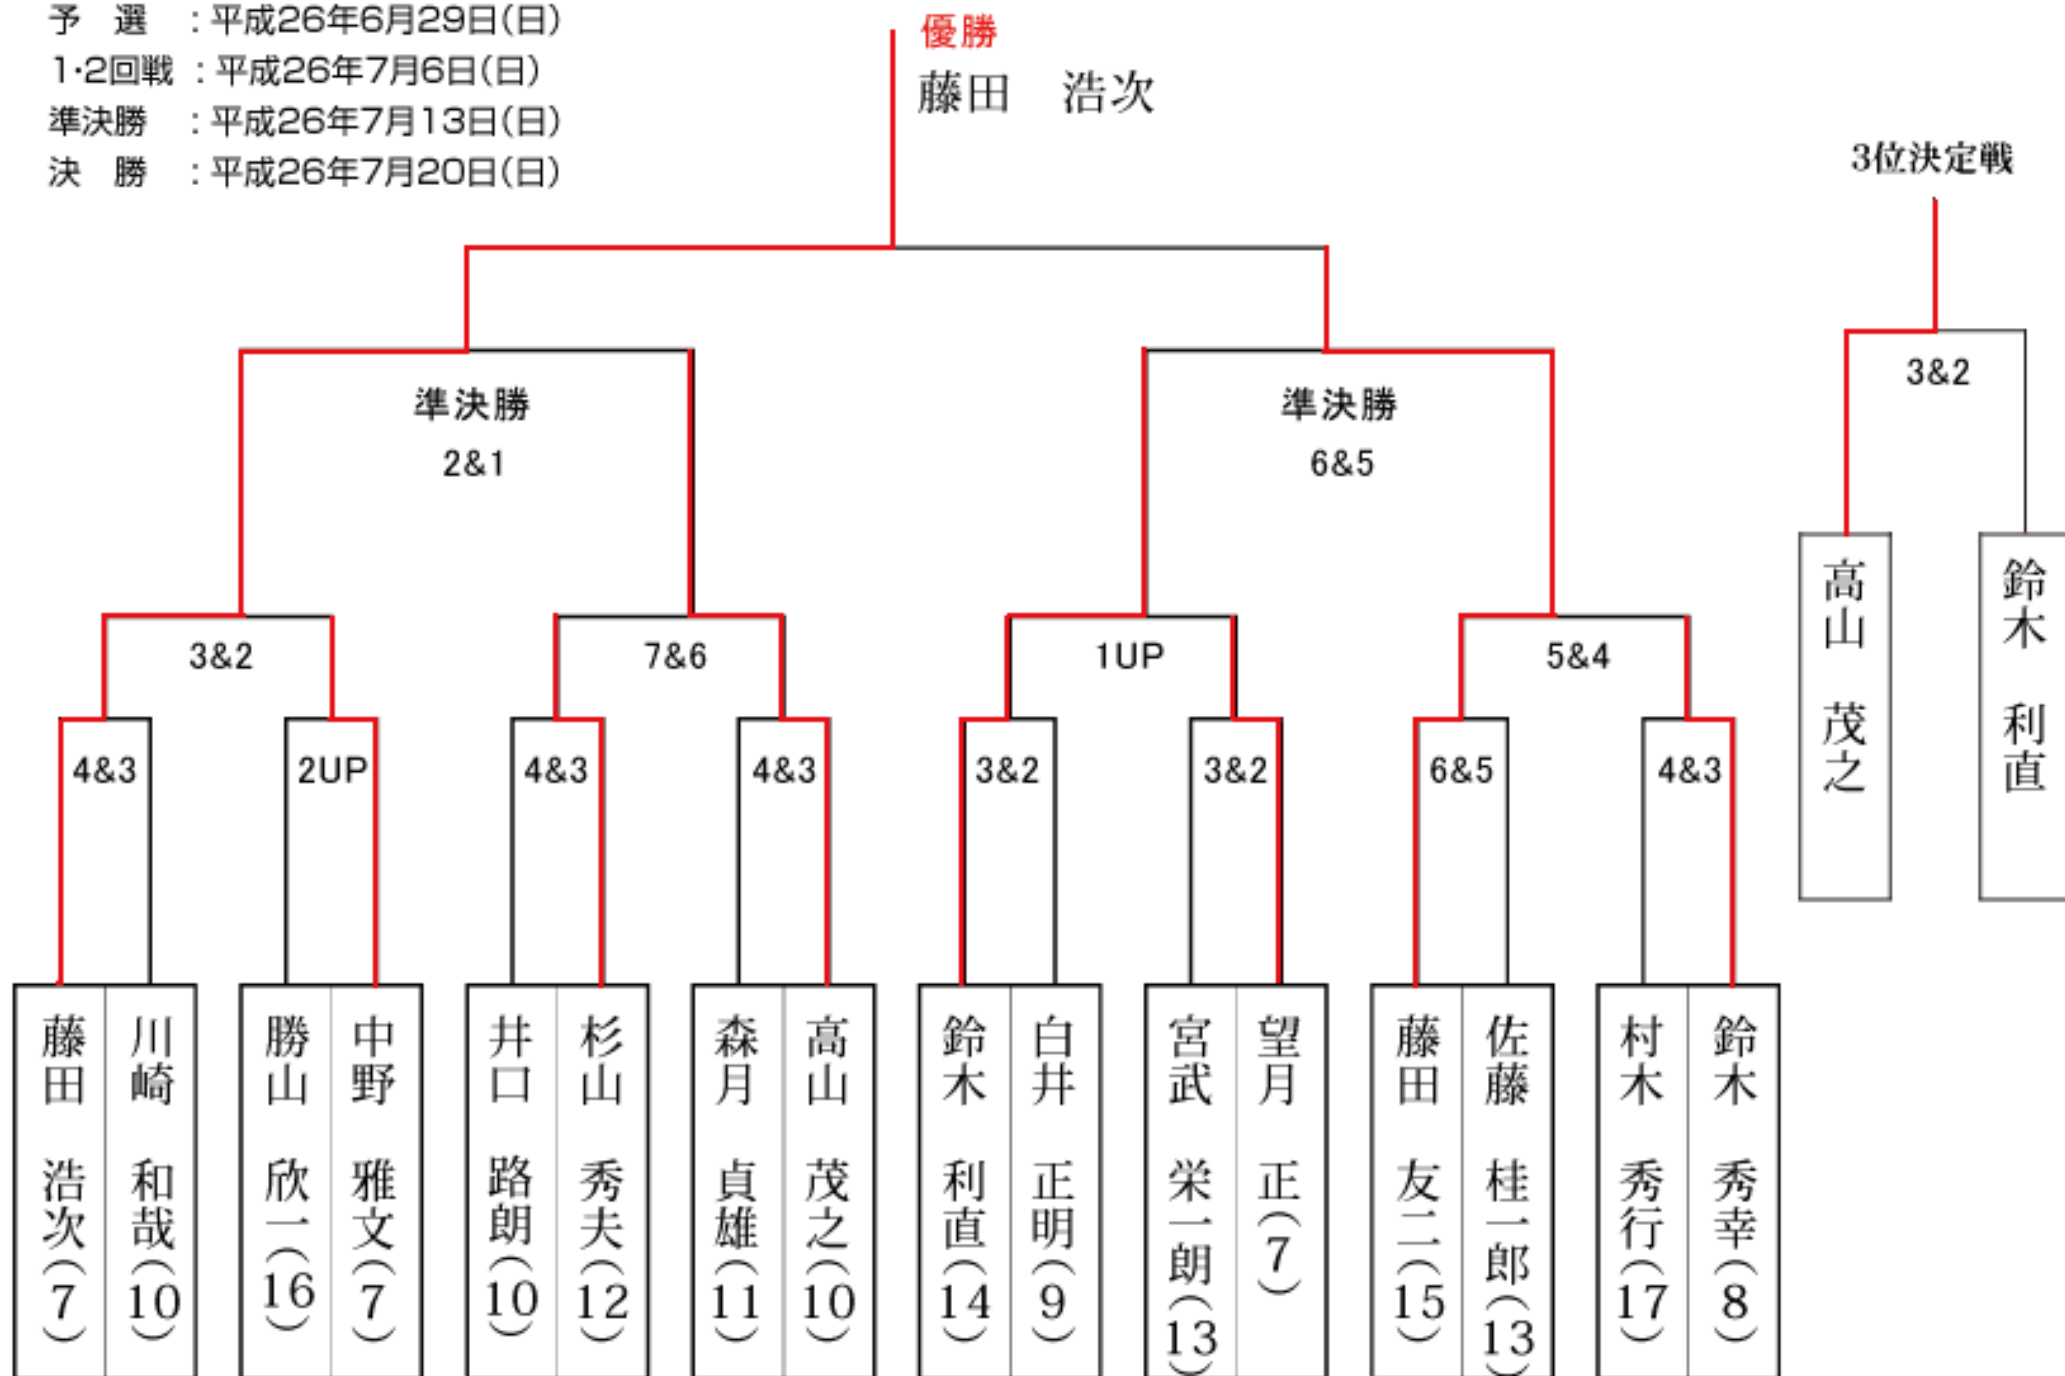 予　選　：平成26年6月29日(日)
1・2回戦　：平成26年7月6日(日)
準決勝　：平成26年7月13日(日)
決　勝　：平成26年7月20日(日)
優勝
藤田　浩次
3位決定戦
3&2
高山　茂之
鈴木　利直
準決勝
2&1
準決勝
6&5
3&2
7&6
1UP
5&4
4&3
2UP
4&3
4&3
3&2
3&2
6&5
4&3
藤田　浩次(7)
川崎　和哉(10)
勝山　欣一(16)
中野　雅文(7)
井口　路朗(10)
杉山　秀夫(12)
森月　貞雄(11)
高山　茂之(10)
鈴木　利直(14)
白井　正明(9)
宮武　栄一朗(13)
望月　正(7)
藤田　友二(15)
佐藤　桂一郎(13)
村木　秀行(17)
鈴木　秀幸(8)